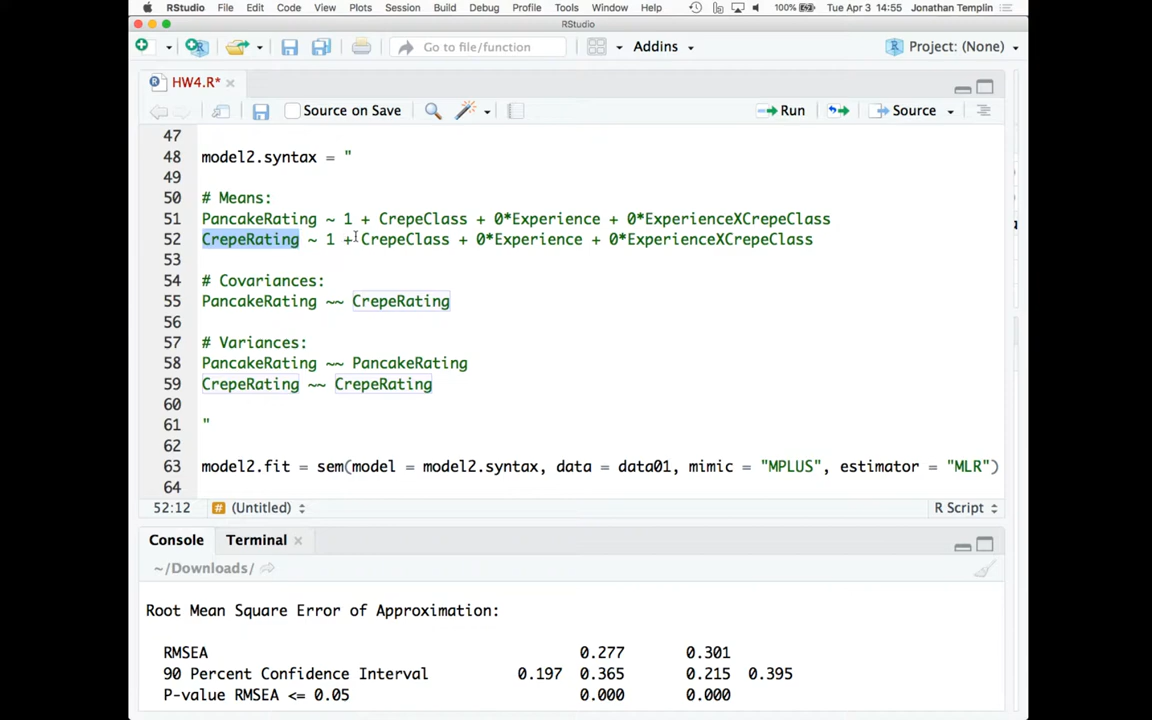 RStudio File Edit Code View Plots Session Build Debug Profile Tools Window Help 100% Tue Apr 3 14:55 Jonathan Templin
RStudio
Go to file/function Addins Project: (None)
HW4.R*
Source on Save Run Source
47
48 model2.syntax = "
49
50 # Means:
51 PancakeRating ~ 1 + CrepeClass + 0*Experience + 0*ExperienceXCrepeClass
52 CrepeRating ~ 1 + CrepeClass + 0*Experience + 0*ExperienceXCrepeClass
53
54 # Covariances:
55 PancakeRating ~~ CrepeRating
56
57 # Variances:
58 PancakeRating ~~ PancakeRating
59 CrepeRating ~~ CrepeRating
60
61 "
62
63 model2.fit = sem(model = model2.syntax, data = data01, mimic = "MPLUS", estimator = "MLR")
64
52:12 # (Untitled) R Script
Console Terminal
~/Downloads/
Root Mean Square Error of Approximation:
RMSEA 0.277 0.301
90 Percent Confidence Interval 0.197 0.365 0.215 0.395
P-value RMSEA <= 0.05 0.000 0.000